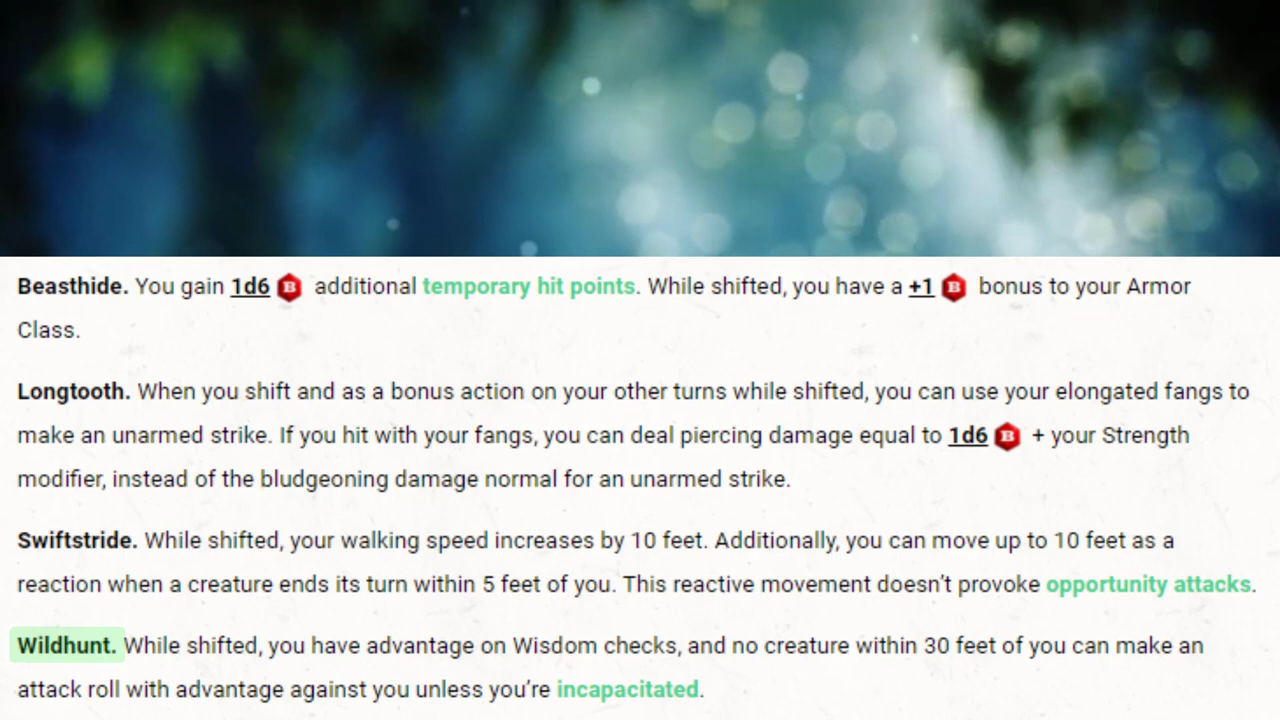 Beasthide. You gain 1d6 B additional temporary hit points. While shifted, you have a +1 B bonus to your Armor
Class.
Longtooth. When you shift and as a bonus action on your other turns while shifted, you can use your elongated fangs to
make an unarmed strike. If you hit with your fangs, you can deal piercing damage equal to 1d6 B + your Strength
modifier, instead of the bludgeoning damage normal for an unarmed strike.
Swiftstride. While shifted, your walking speed increases by 10 feet. Additionally, you can move up to 10 feet as a
reaction when a creature ends its turn within 5 feet of you. This reactive movement doesn’t provoke opportunity attacks.
Wildhunt. While shifted, you have advantage on Wisdom checks, and no creature within 30 feet of you can make an
attack roll with advantage against you unless you’re incapacitated.